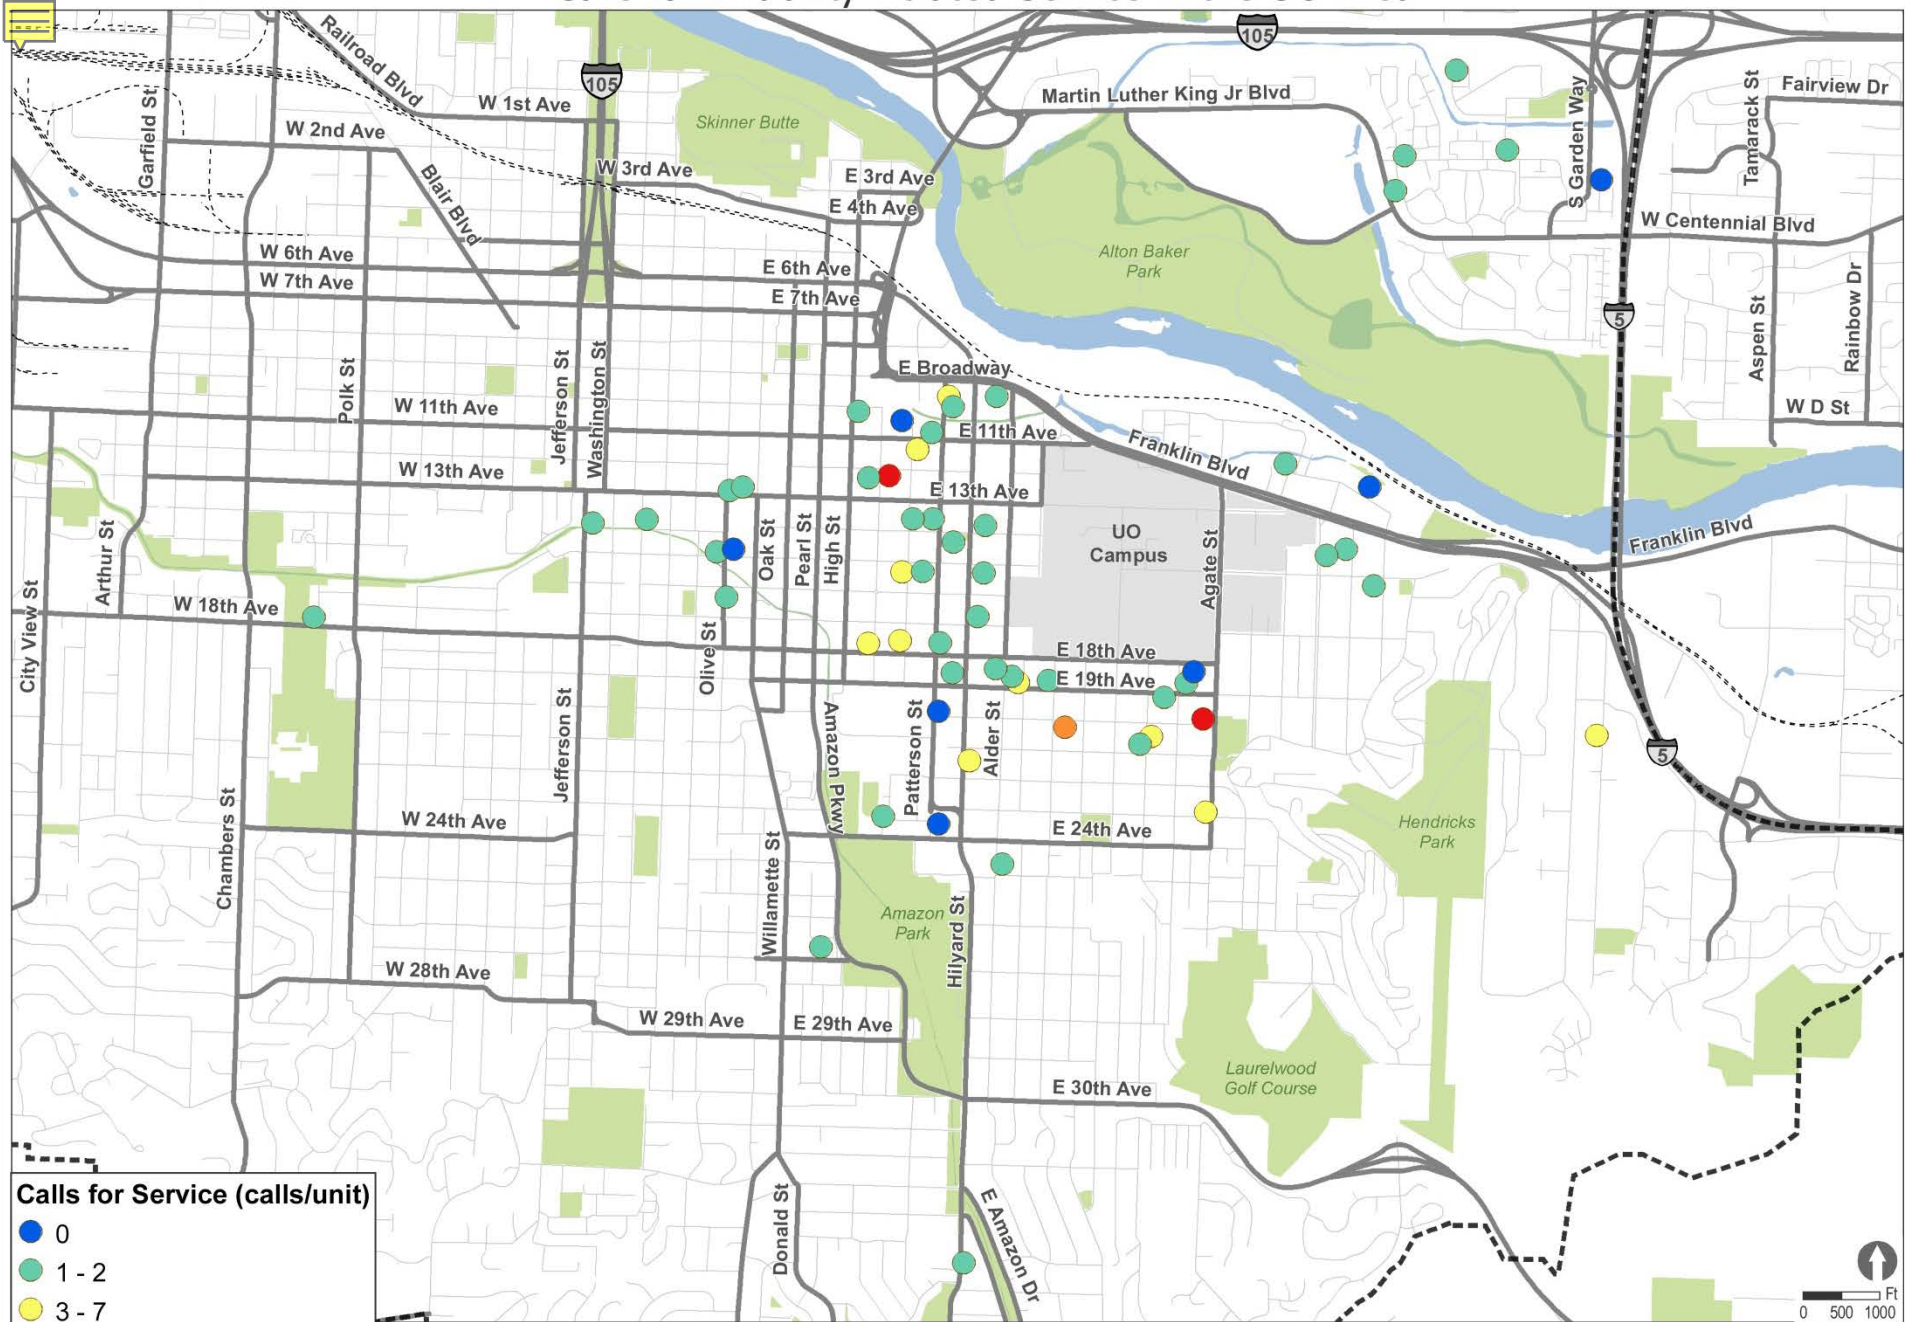 105
105
Railroad Blvd
W 1st Ave
W 2nd Ave
Garfield St
Blair Blvd
W 3rd Ave
Skinner Butte
E 3rd Ave
E 4th Ave
Martin Luther King Jr Blvd
S Garden Way
Tamarack St
Fairview Dr
W Centennial Blvd
Alton Baker
Park
W 6th Ave
W 7th Ave
E 6th Ave
E 7th Ave
5
Aspen St
Rainbow Dr
W D St
Polk St
Jefferson St
Washington St
E Broadway
W 11th Ave
E 11th Ave
Franklin Blvd
W 13th Ave
E 13th Ave
UO
Campus
Agate St
Franklin Blvd
Arthur St
Oak St
Pearl St
High St
City View St
W 18th Ave
Olive St
E 18th Ave
E 19th Ave
Jefferson St
Amazon Pkwy
Patterson St
Alder St
5
Chambers St
W 24th Ave
Willamette St
E 24th Ave
Hendricks
Park
Amazon
Park
Hilyard St
W 28th Ave
W 29th Ave
E 29th Ave
Laurelwood
Golf Course
E 30th Ave
Donald St
E Amazon Dr
Calls for Service (calls/unit)
0
1 - 2
3 - 7
Ft
0 500 1000